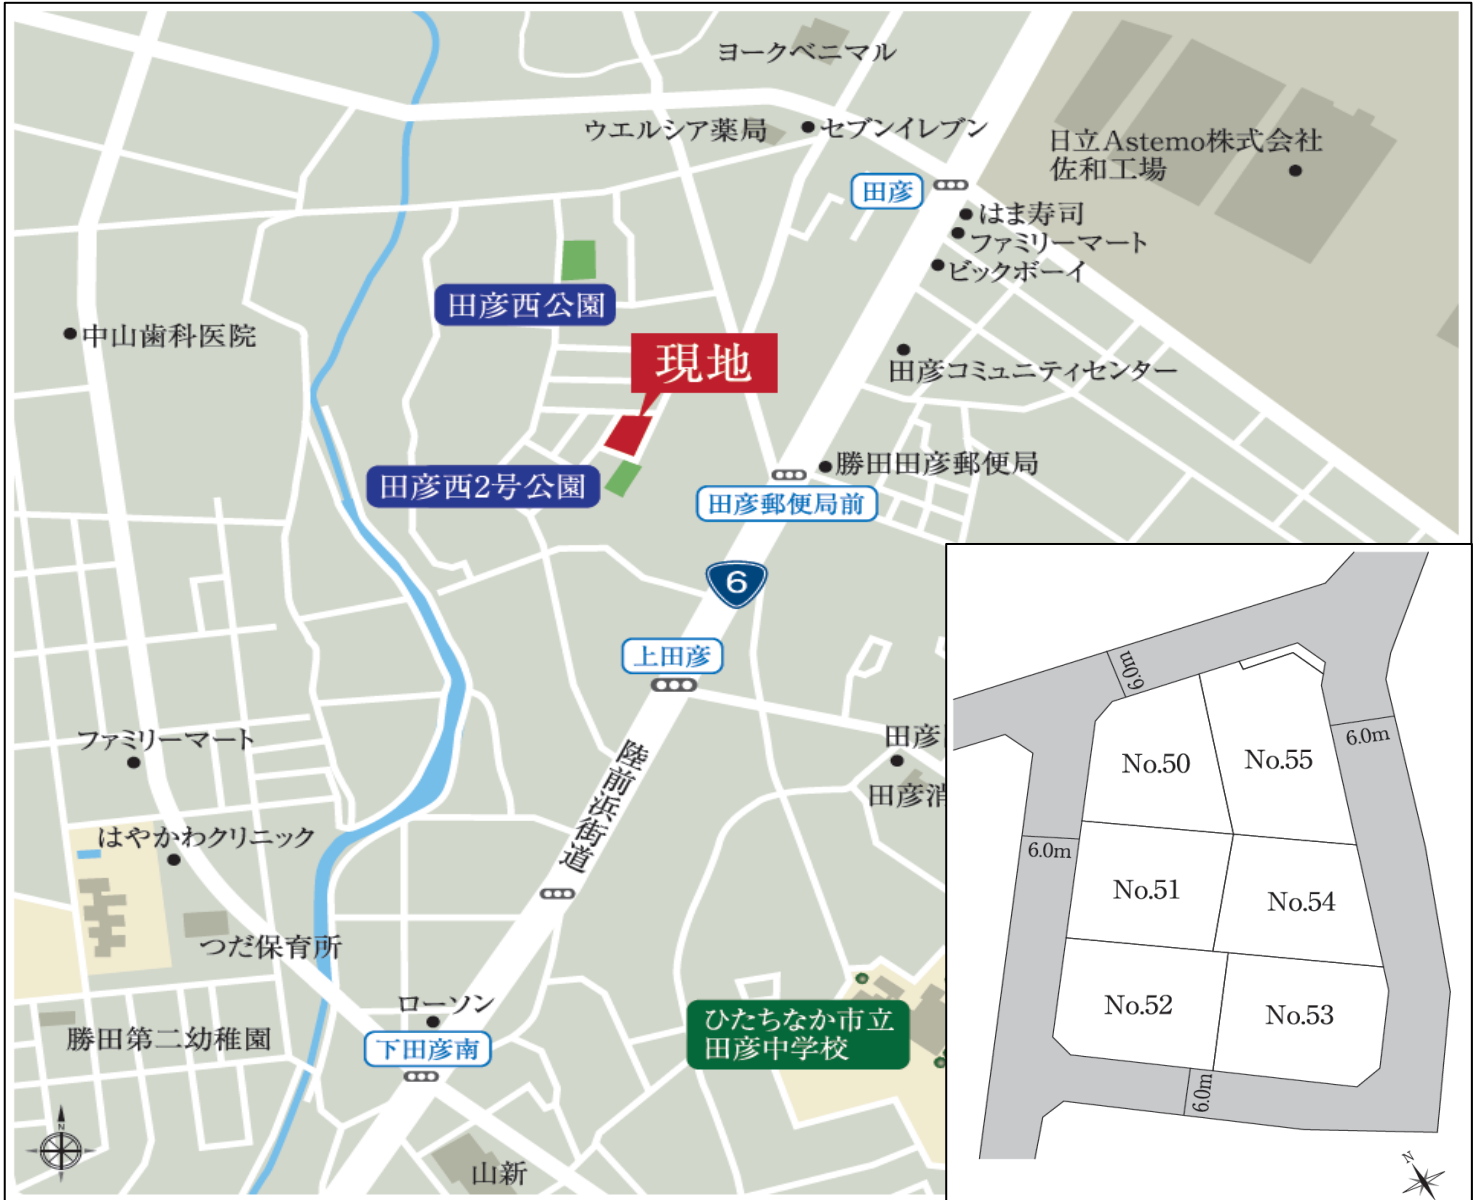 ヨークベニマル
ウエルシア薬局
セブンイレブン
日立Astemo株式会社
佐和工場
田彦
はま寿司
ファミリーマート
ビックボーイ
田彦西公園
中山歯科医院
現地
田彦コミュニティセンター
勝田田彦郵便局
田彦西2号公園
田彦郵便局前
6
上田彦
陸前浜街道
田彦
田彦消
ファミリーマート
はやかわクリニック
つだ保育所
ローソン
下田彦南
勝田第二幼稚園
ひたちなか市立
田彦中学校
山新
N
6.0m
6.0m
No.50
No.55
6.0m
No.51
No.54
No.52
No.53
6.0m
N